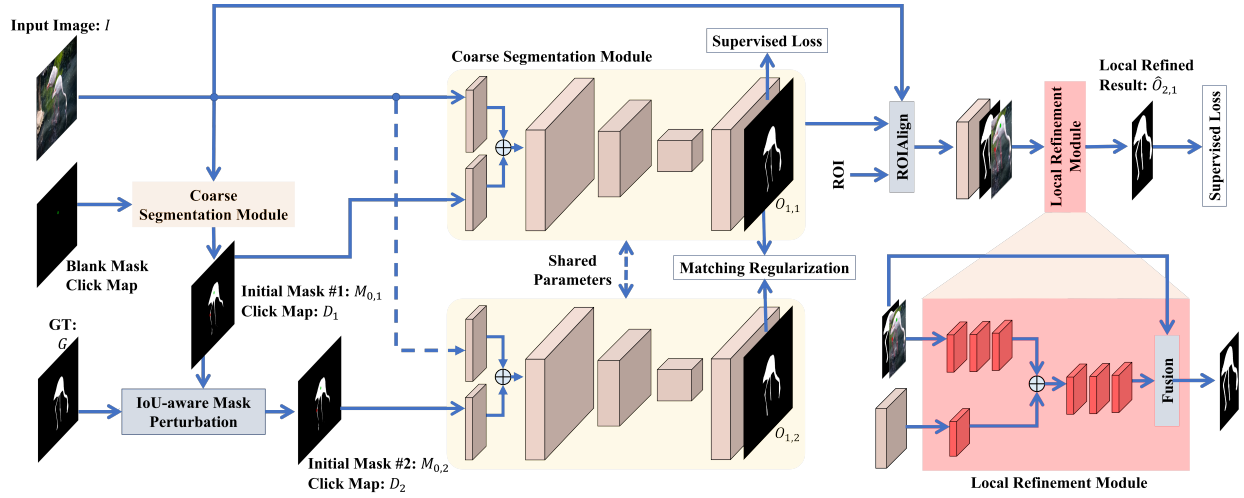 Input Image: I
Coarse Segmentation Module
Supervised Loss
Local Refined
Result: Ô2,1
ROIAlign
ROI
Local Refinement
Module
Supervised Loss
Coarse
Segmentation Module
O1,1
Blank Mask
Click Map
Shared
Parameters
Matching Regularization
Initial Mask #1: M0,1
Click Map: D1
GT:
G
IoU-aware Mask
Perturbation
O1,2
Fusion
Initial Mask #2: M0,2
Click Map: D2
Local Refinement Module